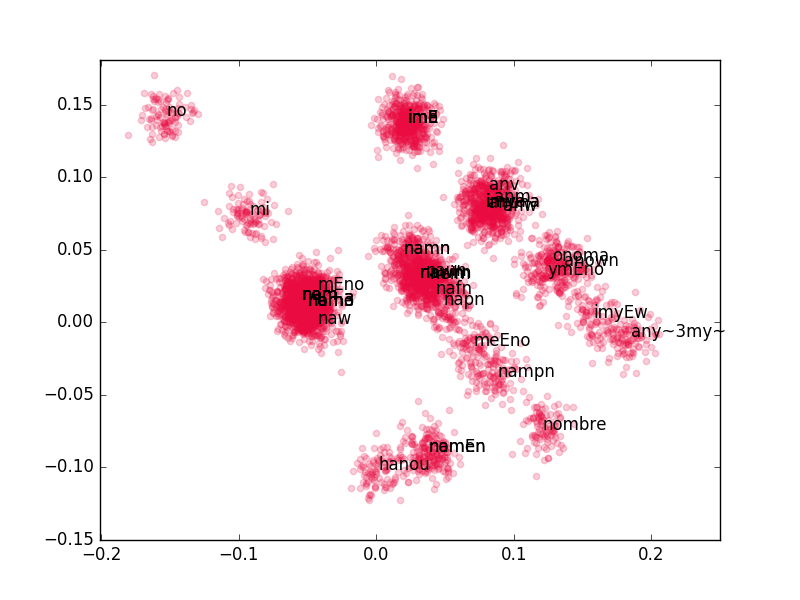 0.15
0.10
0.05
0.00
−0.05
−0.10
−0.15
−0.2
−0.1
0.0
0.1
0.2
no
mi
anv
onoma
anown
ymEno
namn
nafn
napn
mEno
naw
imyEw
any~3my~
meEno
nampn
nombre
hanou